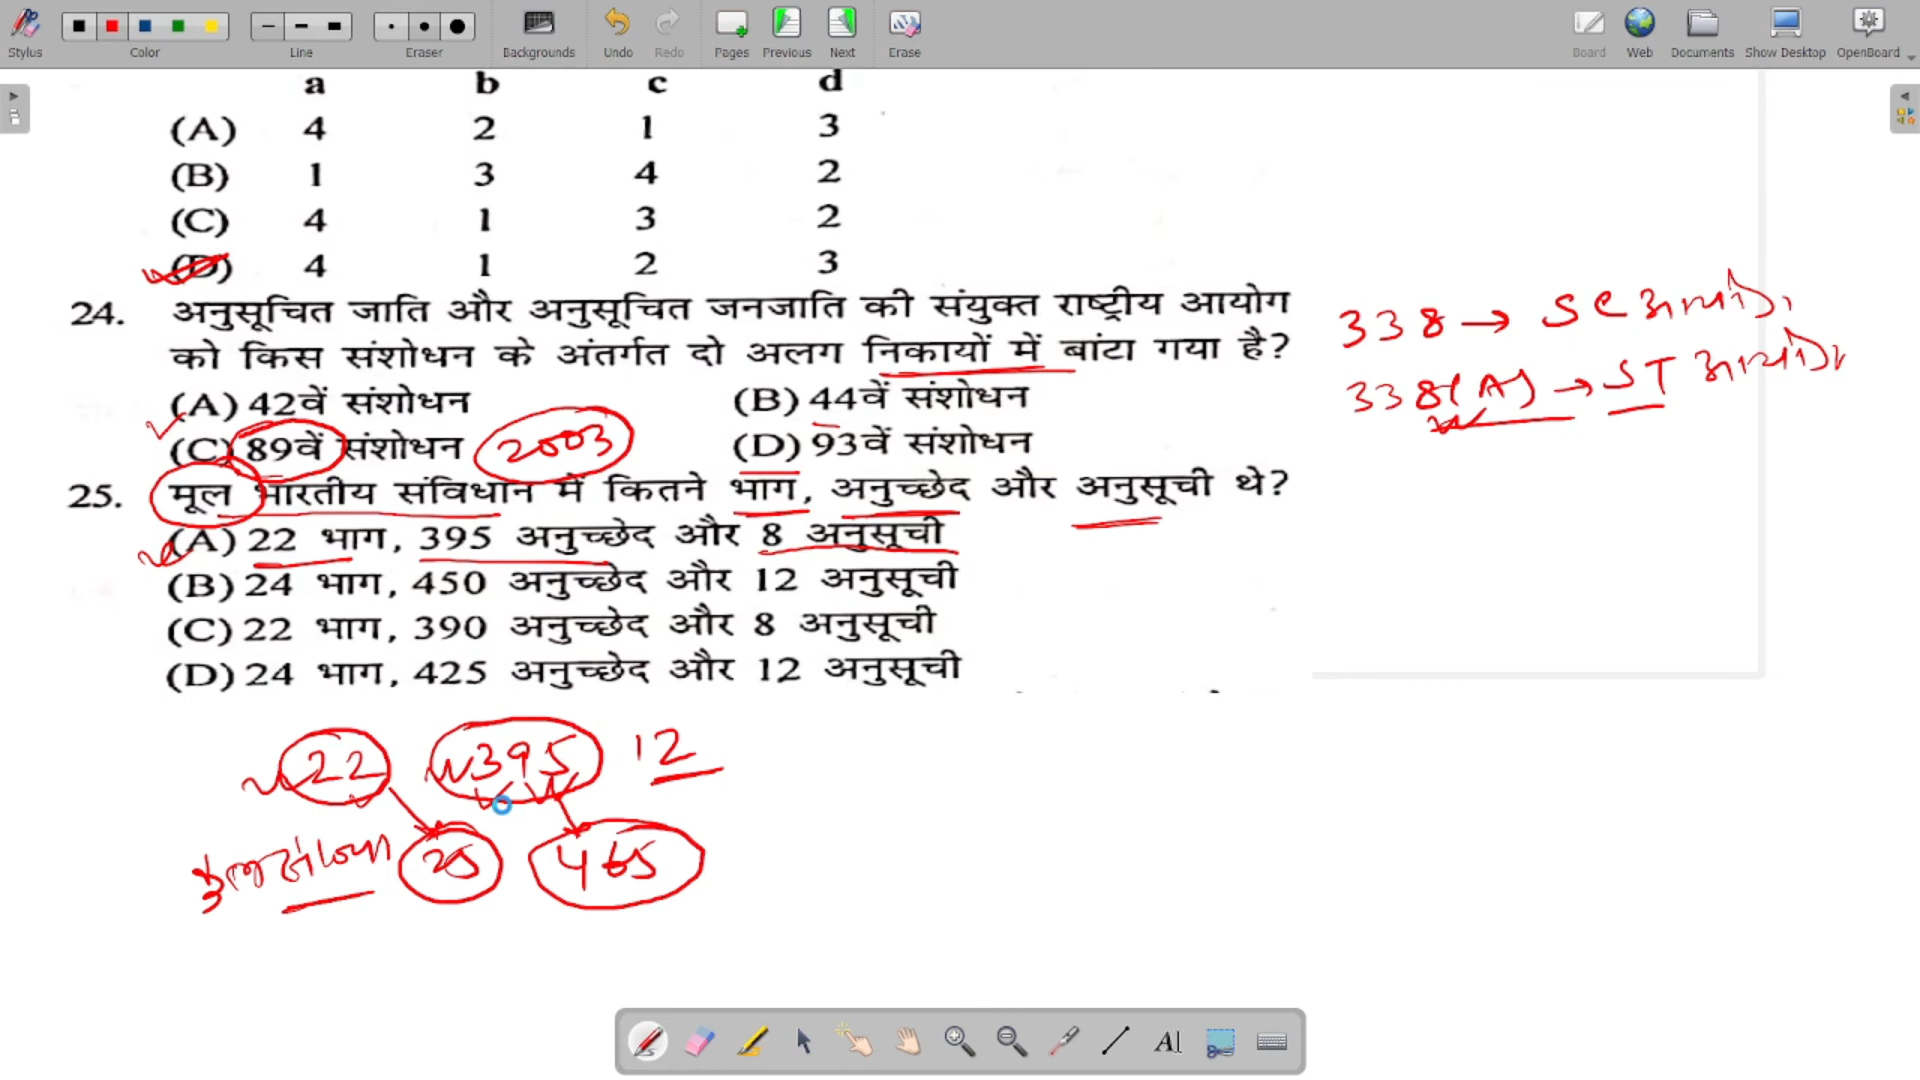 Stylus Color Line Eraser Backgrounds Undo Redo Pages Previous Next Erase Board Web Documents Show Desktop OpenBoard
a b c d
(A) 4 2 1 3
(B) 1 3 4 2
(C) 4 1 3 2
(D) 4 1 2 3
24. अनुसूचित जाति और अनुसूचित जनजाति की संयुक्त राष्ट्रीय आयोग
को किस संशोधन के अंतर्गत दो अलग निकायों में बांटा गया है?
(A) 42वें संशोधन (B) 44वें संशोधन
(C) 89वें संशोधन 2003 (D) 93वें संशोधन
338 → SC आयोग
338(A) → ST आयोग
25. मूल भारतीय संविधान में कितने भाग, अनुच्छेद और अनुसूची थे?
(A) 22 भाग, 395 अनुच्छेद और 8 अनुसूची
(B) 24 भाग, 450 अनुच्छेद और 12 अनुसूची
(C) 22 भाग, 390 अनुच्छेद और 8 अनुसूची
(D) 24 भाग, 425 अनुच्छेद और 12 अनुसूची
22 395 12
25 465